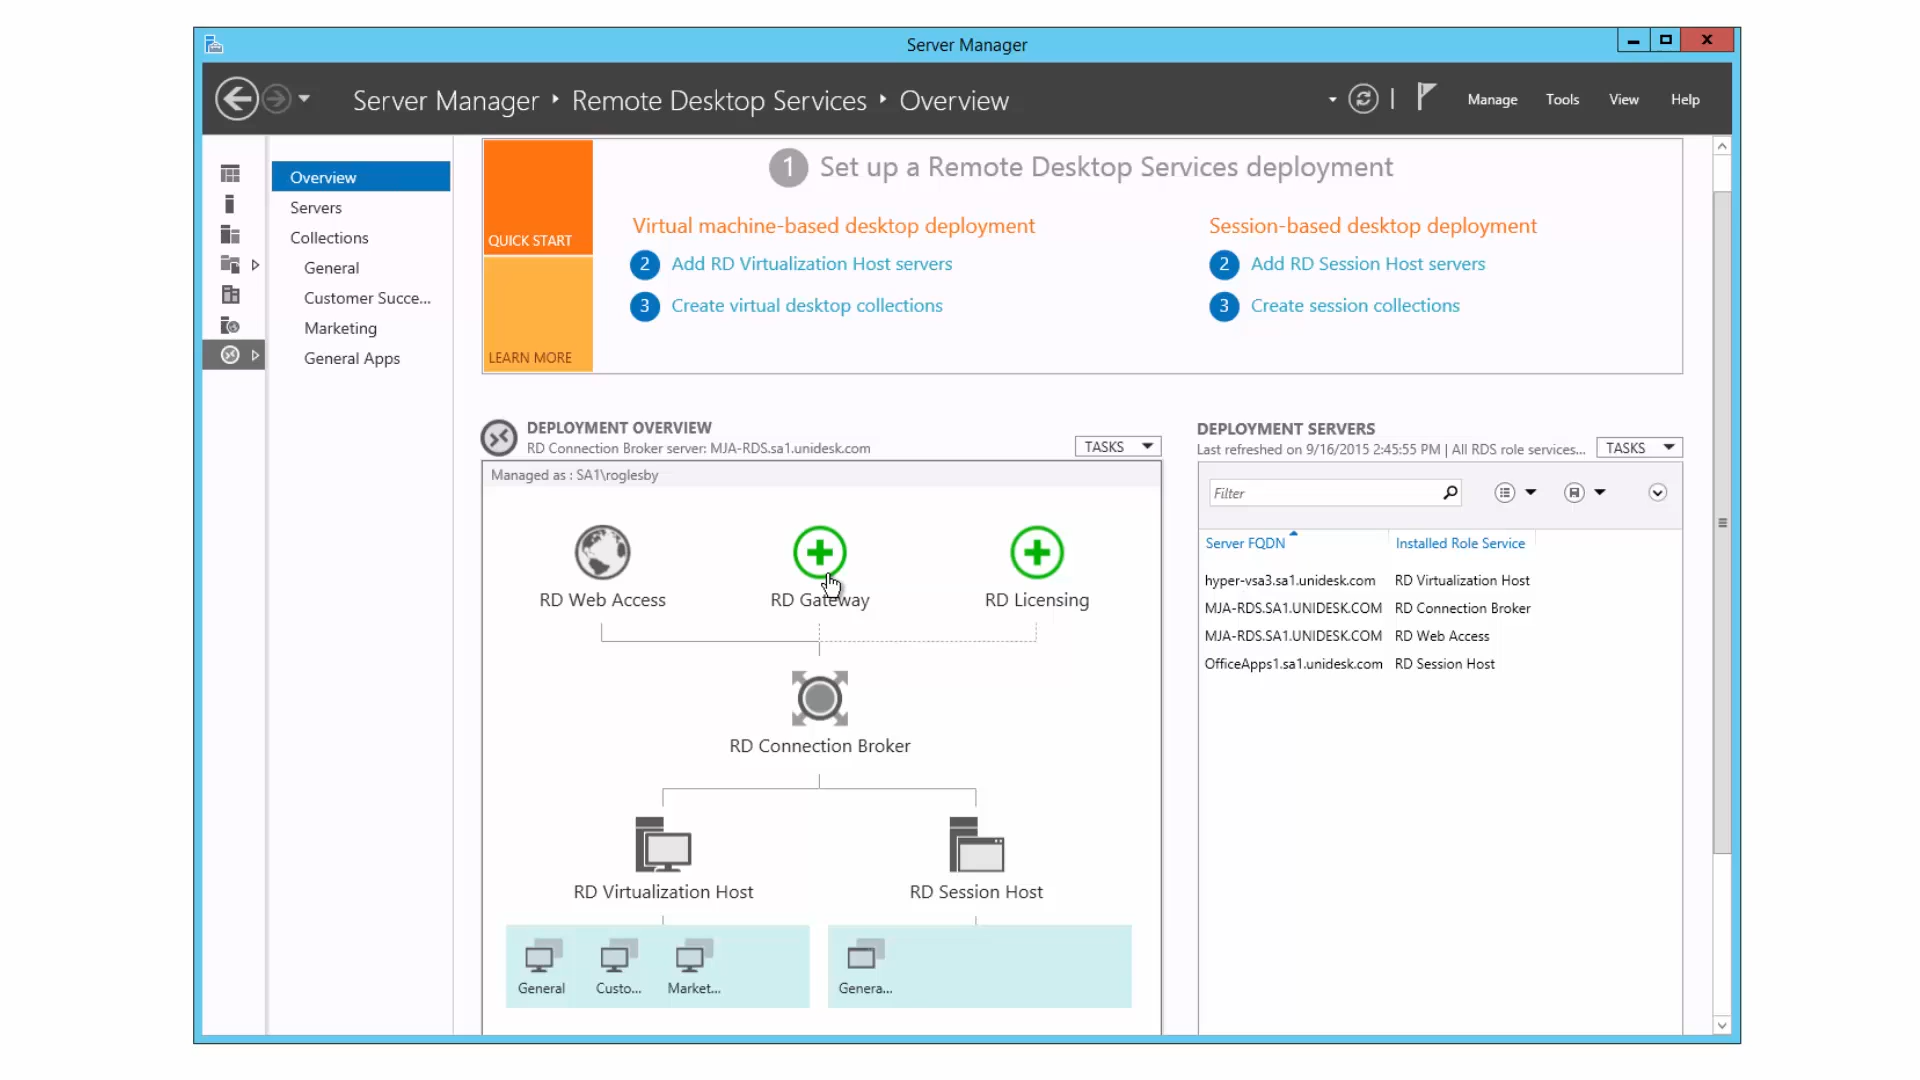 Server Manager
Server Manager ‣ Remote Desktop Services ‣ Overview
Manage Tools View Help
Overview
Servers
Collections
General
Customer Succe...
Marketing
General Apps
QUICK START
LEARN MORE
1 Set up a Remote Desktop Services deployment
Virtual machine-based desktop deployment
2 Add RD Virtualization Host servers
3 Create virtual desktop collections
Session-based desktop deployment
2 Add RD Session Host servers
3 Create session collections
DEPLOYMENT OVERVIEW
RD Connection Broker server: MJA-RDS.sa1.unidesk.com
TASKS
Managed as : SA1\roglesby
RD Web Access
RD Gateway
RD Licensing
RD Connection Broker
RD Virtualization Host
RD Session Host
General
Custo...
Market...
Genera...
DEPLOYMENT SERVERS
Last refreshed on 9/16/2015 2:45:55 PM | All RDS role services...
TASKS
Filter
Server FQDN Installed Role Service
hyper-vsa3.sa1.unidesk.com RD Virtualization Host
MJA-RDS.SA1.UNIDESK.COM RD Connection Broker
MJA-RDS.SA1.UNIDESK.COM RD Web Access
OfficeApps1.sa1.unidesk.com RD Session Host